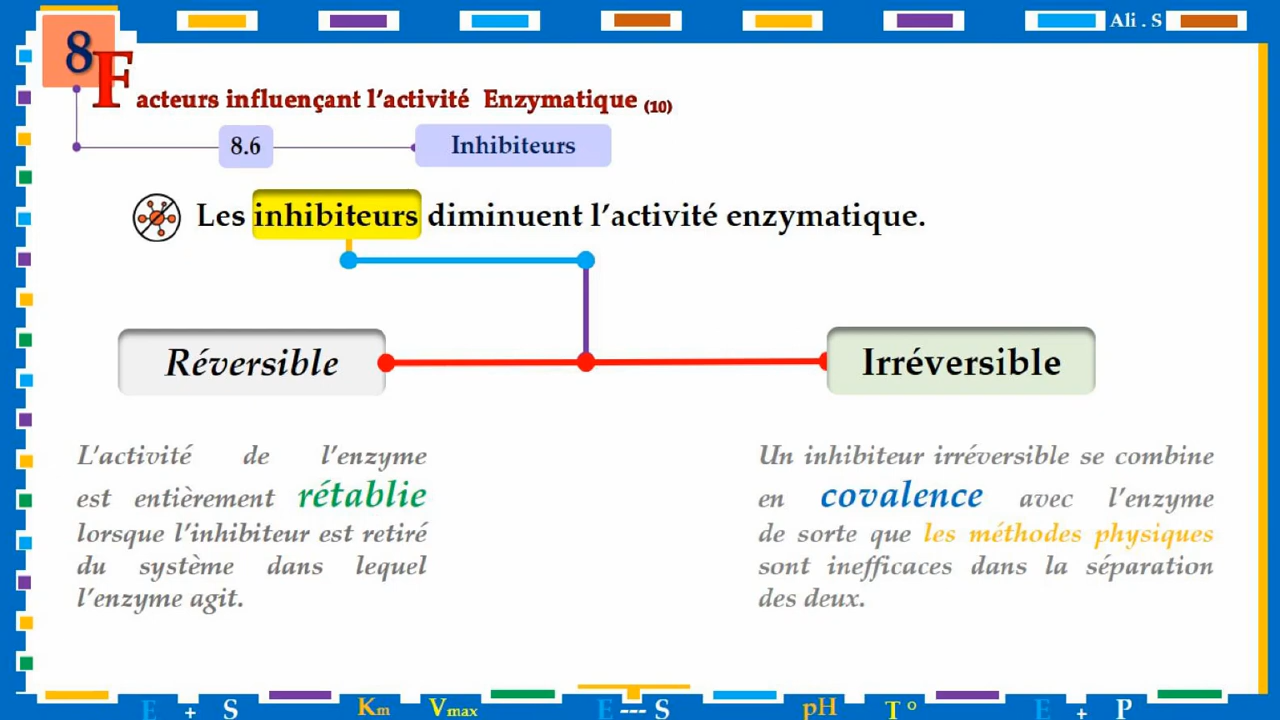 Ali . S
8
Facteurs influençant l’activité Enzymatique (10)
8.6 Inhibiteurs
Les inhibiteurs diminuent l’activité enzymatique.
Réversible
Irréversible
L’activité de l’enzyme
est entièrement rétablie
lorsque l’inhibiteur est retiré
du système dans lequel
l’enzyme agit.
Un inhibiteur irréversible se combine
en covalence avec l’enzyme
de sorte que les méthodes physiques
sont inefficaces dans la séparation
des deux.
E + S Km Vmax E --- S pH T° E + P